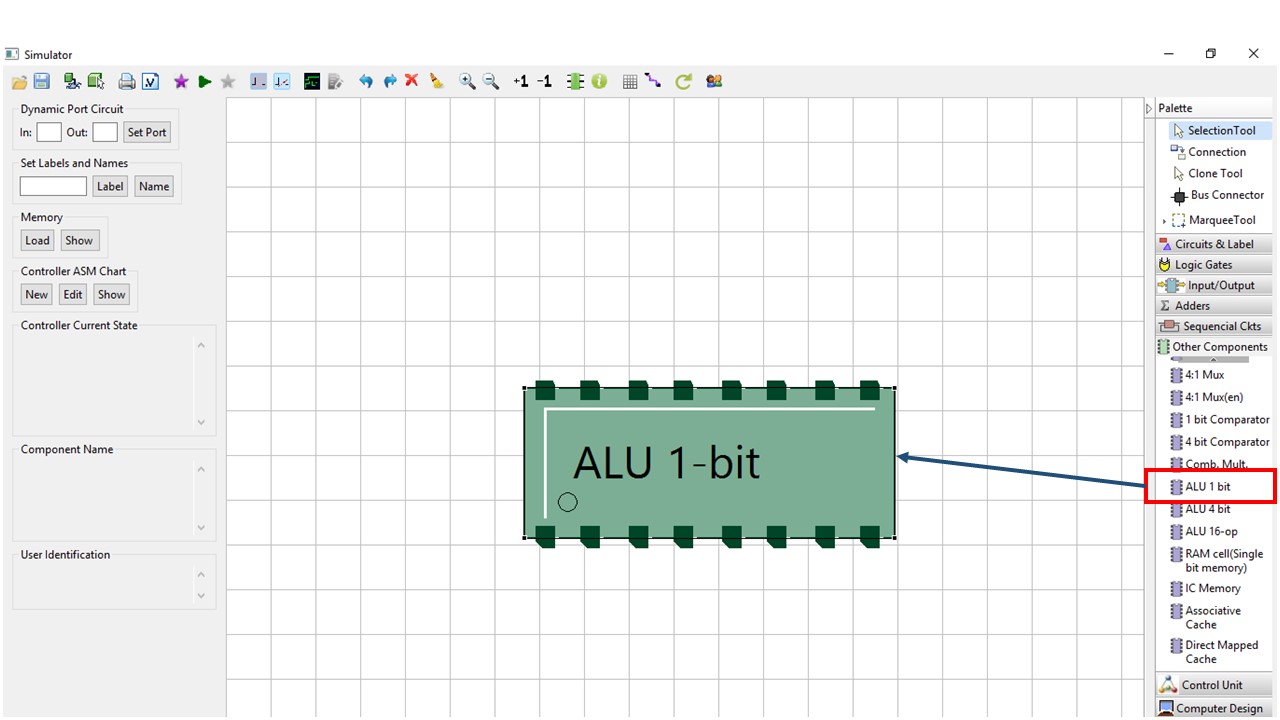 Simulator
+1 -1
Dynamic Port Circuit
In: Out: Set Port
Set Labels and Names
Label Name
Memory
Load Show
Controller ASM Chart
New Edit Show
Controller Current State
Component Name
User Identification
ALU 1-bit
Palette
SelectionTool
Connection
Clone Tool
Bus Connector
MarqueeTool
Circuits & Label
Logic Gates
Input/Output
Σ Adders
Sequencial Ckts
Other Components
4:1 Mux
4:1 Mux(en)
1 bit Comparator
4 bit Comparator
Comb. Mult.
ALU 1 bit
ALU 4 bit
ALU 16-op
RAM cell(Single
bit memory)
IC Memory
Associative
Cache
Direct Mapped
Cache
Control Unit
Computer Design